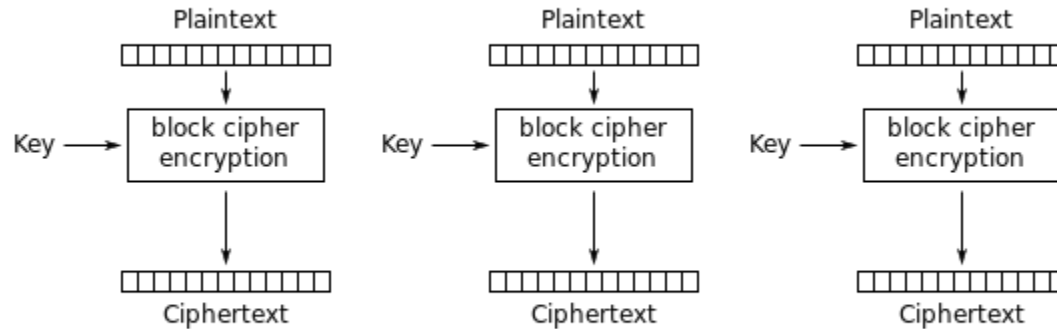 Plaintext
Plaintext
Plaintext
Key
block cipher
encryption
Key
block cipher
encryption
Key
block cipher
encryption
Ciphertext
Ciphertext
Ciphertext